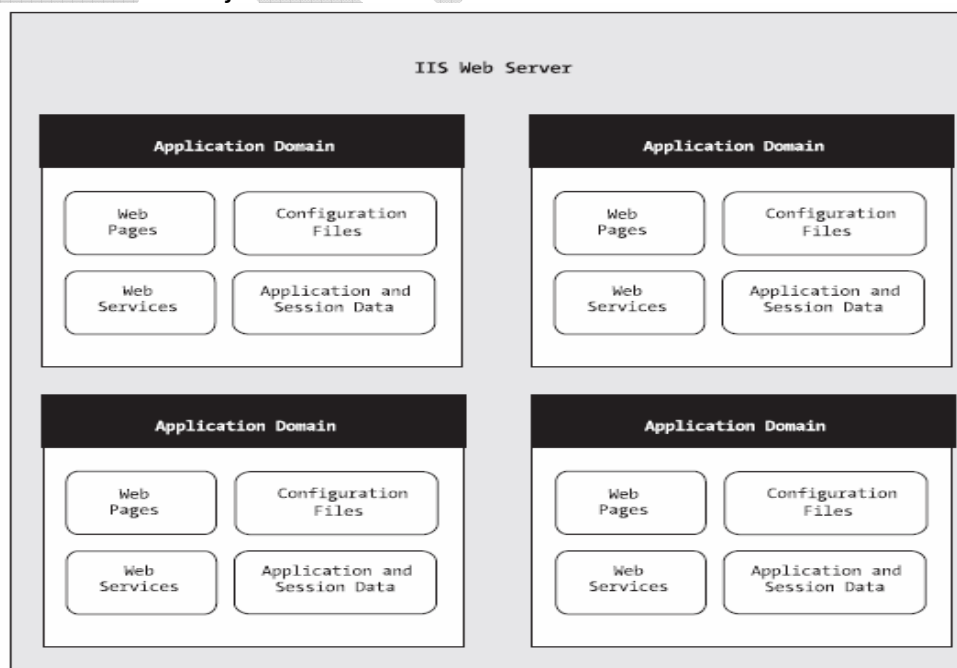 IIS Web Server
Application Domain
Web
Pages
Configuration
Files
Web
Services
Application and
Session Data
Application Domain
Web
Pages
Configuration
Files
Web
Services
Application and
Session Data
Application Domain
Web
Pages
Configuration
Files
Web
Services
Application and
Session Data
Application Domain
Web
Pages
Configuration
Files
Web
Services
Application and
Session Data